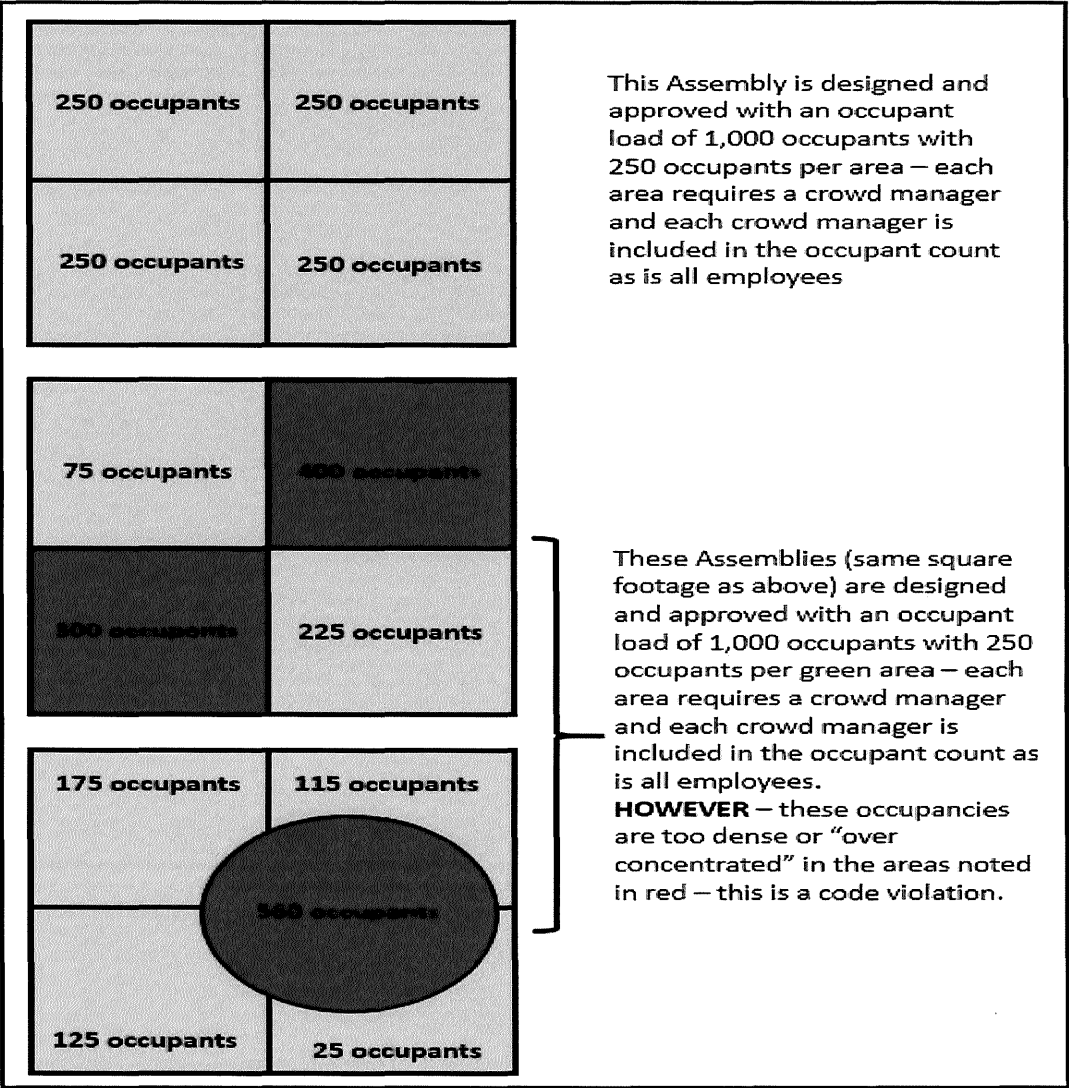 250 occupants
250 occupants
250 occupants
250 occupants
This Assembly is designed and
approved with an occupant
load of 1,000 occupants with
250 occupants per area – each
area requires a crowd manager
and each crowd manager is
included in the occupant count
as is all employees
75 occupants
400 occupants
300 occupants
225 occupants
175 occupants
115 occupants
560 occupants
125 occupants
25 occupants
These Assemblies (same square
footage as above) are designed
and approved with an occupant
load of 1,000 occupants with 250
occupants per green area – each
area requires a crowd manager
and each crowd manager is
included in the occupant count as
is all employees.
HOWEVER – these occupancies
are too dense or “over
concentrated” in the areas noted
in red – this is a code violation.